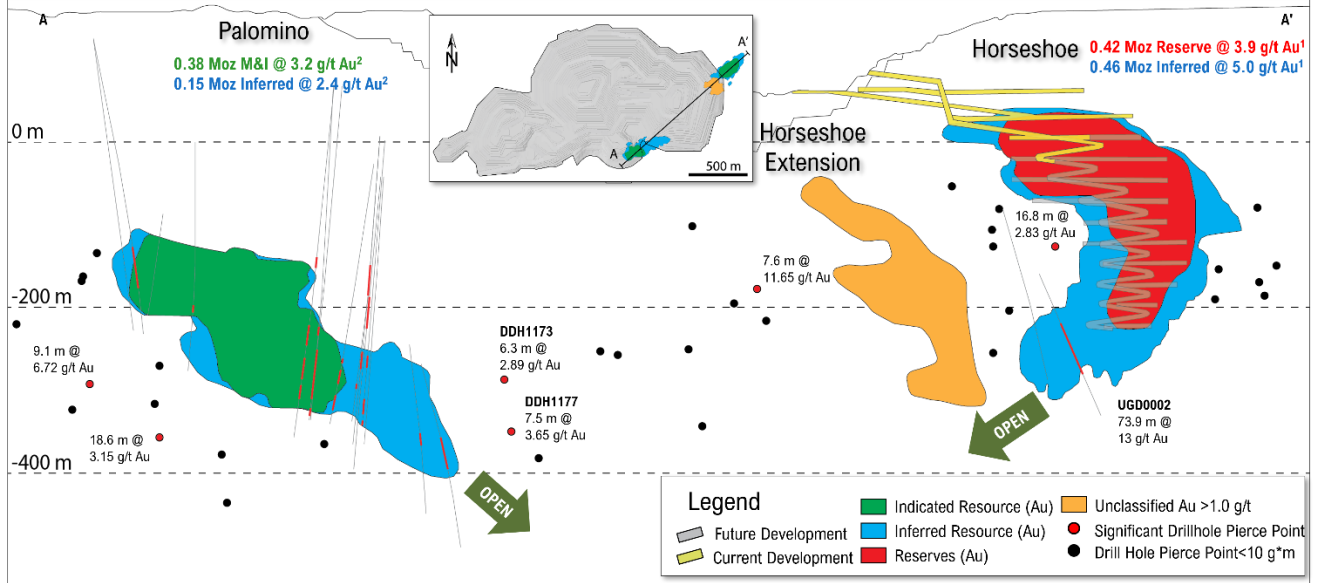 A
A'
Palomino
0.38 Moz M&I @ 3.2 g/t Au²
0.15 Moz Inferred @ 2.4 g/t Au²
N
A'
A
500 m
Horseshoe
0.42 Moz Reserve @ 3.9 g/t Au¹
0.46 Moz Inferred @ 5.0 g/t Au¹
0 m
Horseshoe
Extension
16.8 m @
2.83 g/t Au
7.6 m @
11.65 g/t Au
-200 m
9.1 m @
6.72 g/t Au
DDH1173
6.3 m @
2.89 g/t Au
DDH1177
7.5 m @
3.65 g/t Au
18.6 m @
3.15 g/t Au
UGD0002
73.9 m @
13 g/t Au
OPEN
-400 m
OPEN
Legend
Future Development
Current Development
Indicated Resource (Au)
Inferred Resource (Au)
Reserves (Au)
Unclassified Au >1.0 g/t
Significant Drillhole Pierce Point
Drill Hole Pierce Point<10 g*m